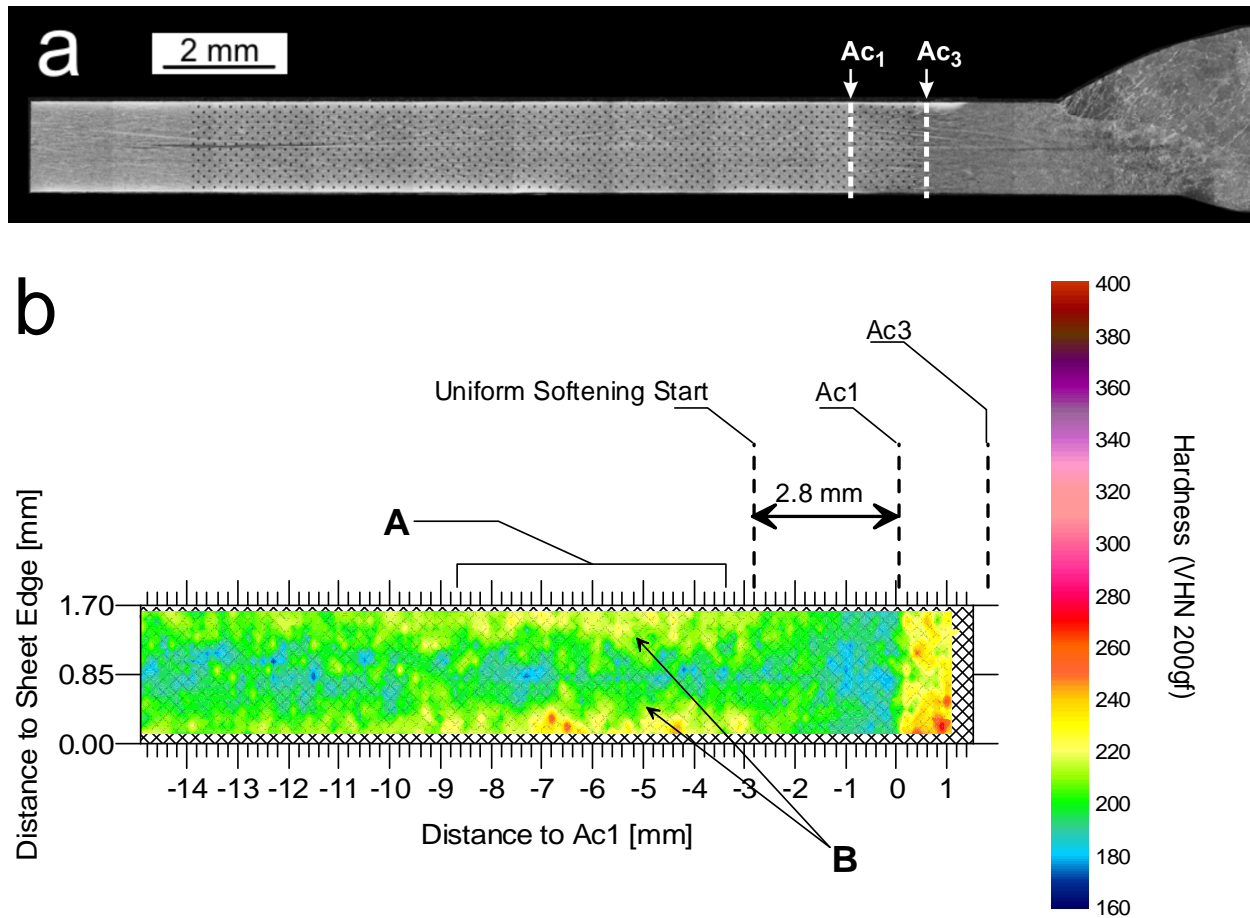 a
2 mm
Ac1
Ac3
b
Ac3
Uniform Softening Start
Ac1
2.8 mm
A
1.70
0.85
0.00
-14 -13 -12 -11 -10 -9 -8 -7 -6 -5 -4 -3 -2 -1 0 1
Distance to Ac1 [mm]
B
Distance to Sheet Edge [mm]
400
380
360
340
320
300
280
260
240
220
200
180
160
Hardness (VHN 200gf)